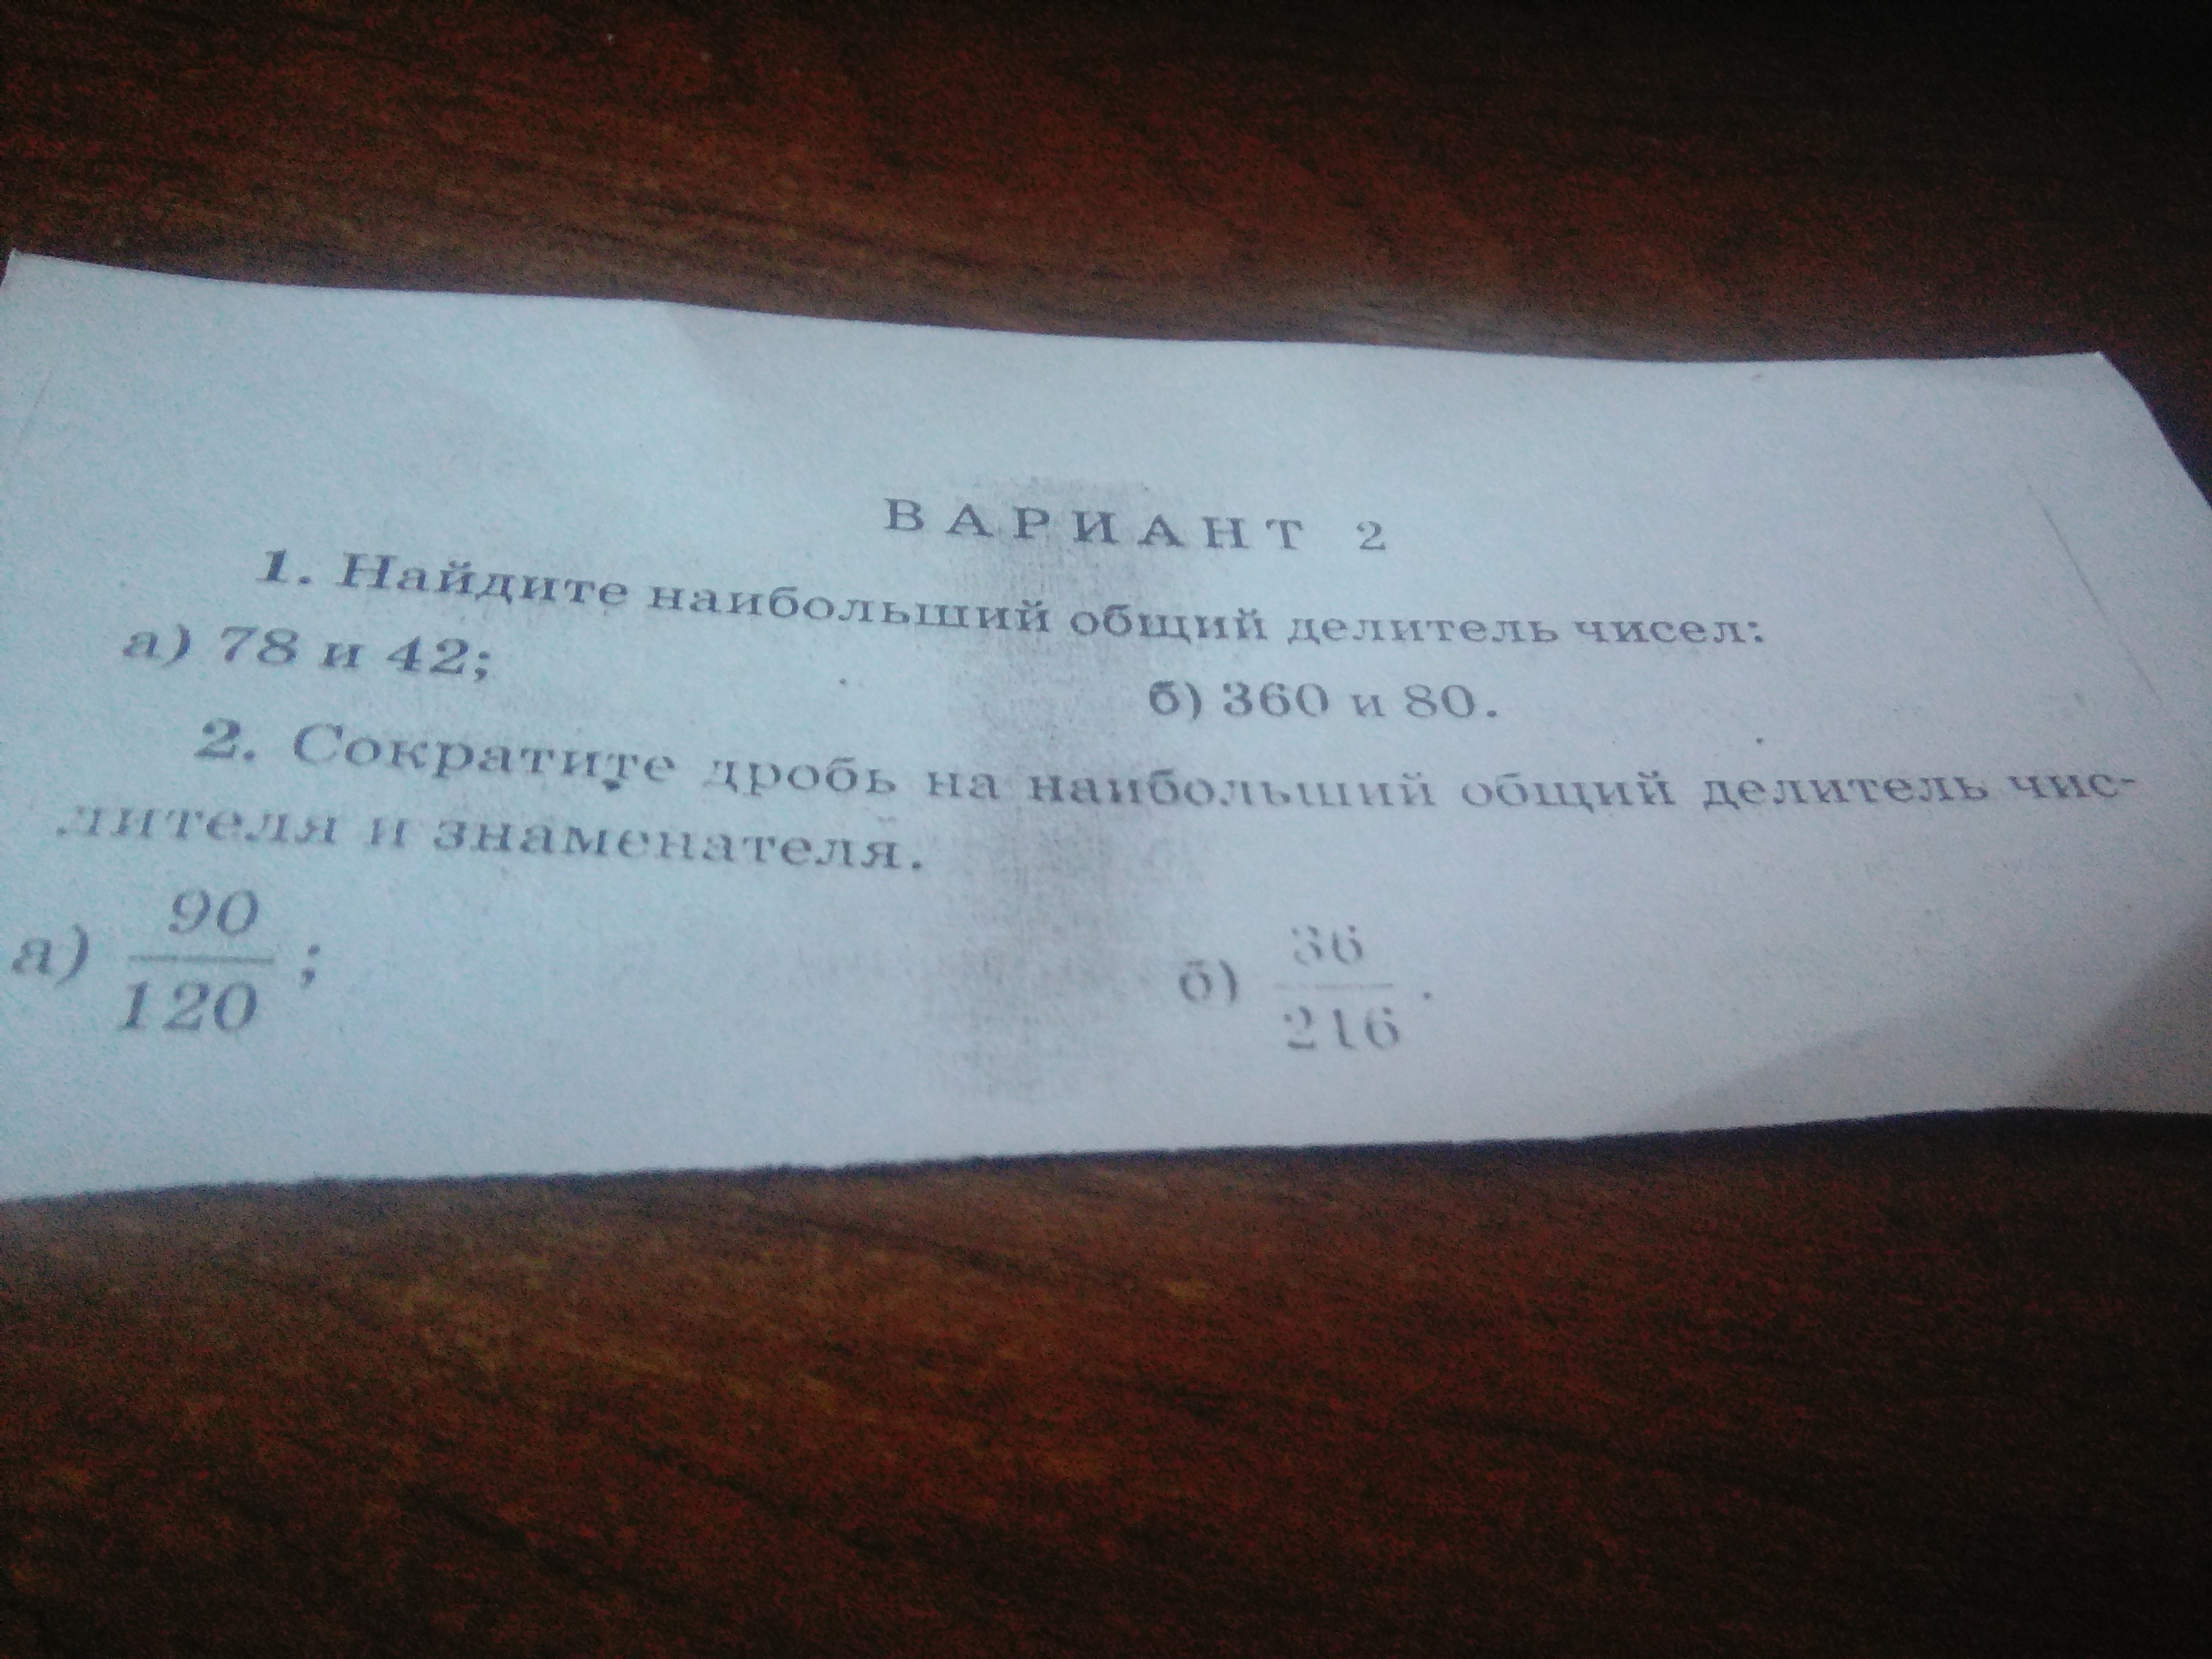 ВАРИАНТ 2
1. Найдите наибольший общий делитель чисел:
а) 78 и 42; б) 360 и 80.
2. Сократите дробь на наибольший общий делитель чис-
лителя и знаменателя.
а) 90/120; б) 36/216.